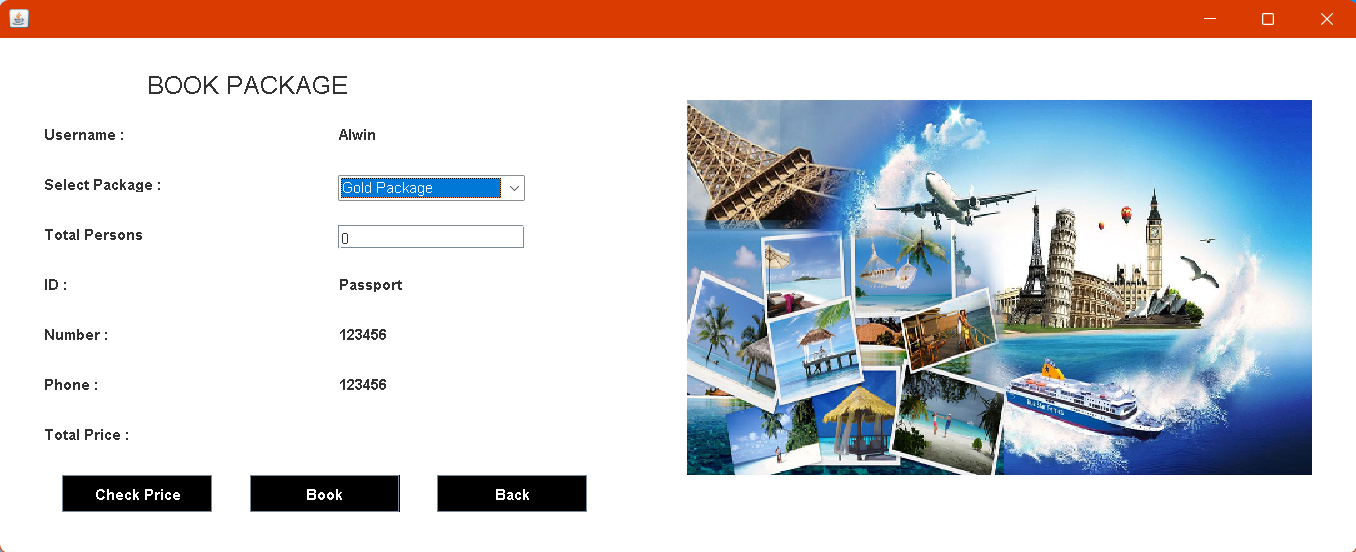 BOOK PACKAGE
Username : Alwin
Select Package : Gold Package
Total Persons 0
ID : Passport
Number : 123456
Phone : 123456
Total Price :
Check Price Book Back